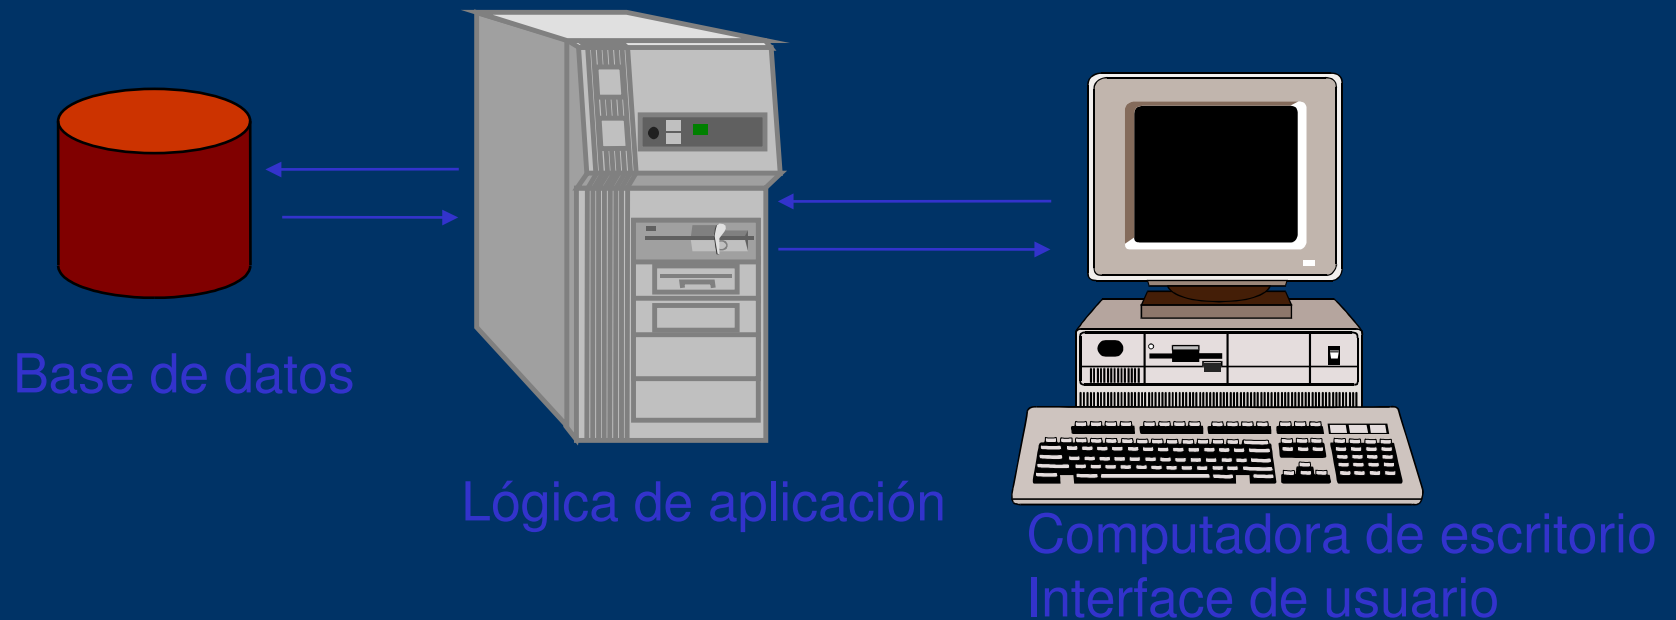 Base de datos
Lógica de aplicación
Computadora de escritorio
Interface de usuario